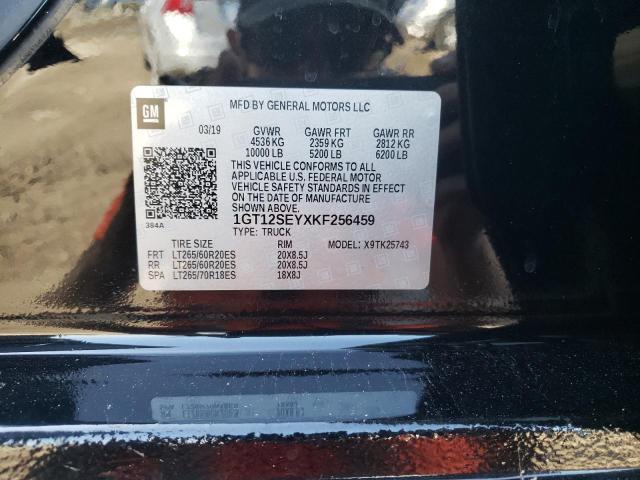 GM
MFD BY GENERAL MOTORS LLC
03/19 GVWR GAWR FRT GAWR RR
4536 KG 2359 KG 2812 KG
10000 LB 5200 LB 6200 LB
THIS VEHICLE CONFORMS TO ALL
APPLICABLE U.S. FEDERAL MOTOR
VEHICLE SAFETY STANDARDS IN EFFECT
ON THE DATE OF MANUFACTURE
SHOWN ABOVE.
384A
1GT12SEYXKF256459
TYPE: TRUCK
TIRE SIZE RIM MODEL: X9TK25743
FRT LT265/60R20ES 20X8.5J
RR LT265/60R20ES 20X8.5J
SPA LT265/70R18ES 18X8J